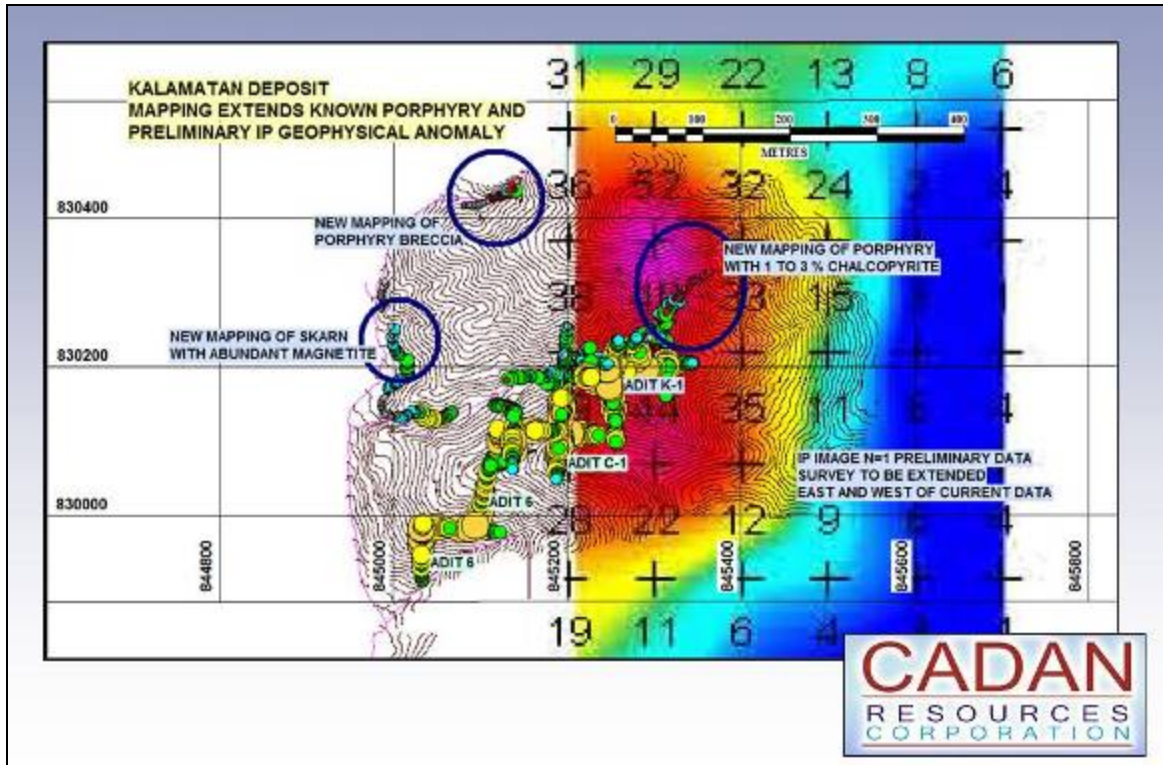 KALAMATAN DEPOSIT
MAPPING EXTENDS KNOWN PORPHYRY AND
PRELIMINARY IP GEOPHYSICAL ANOMALY
31 29 22 13 8 6
0 100 200 300 400
METRES
36 52 32 24 3 4
830400
NEW MAPPING OF
PORPHYRY BRECCIA
NEW MAPPING OF PORPHYRY
WITH 1 TO 3 % CHALCOPYRITE
38 33 15
NEW MAPPING OF SKARN
WITH ABUNDANT MAGNETITE
830200
ADIT K-1
44 35 15
ADIT C-1
IP IMAGE N=1 PRELIMINARY DATA
SURVEY TO BE EXTENDED
EAST AND WEST OF CURRENT DATA
830000
ADIT 6
28 22 12 9 4
ADIT 6
844800 845000 845200 845400 845600 845800
19 11 6 4
CADAN
RESOURCES
CORPORATION